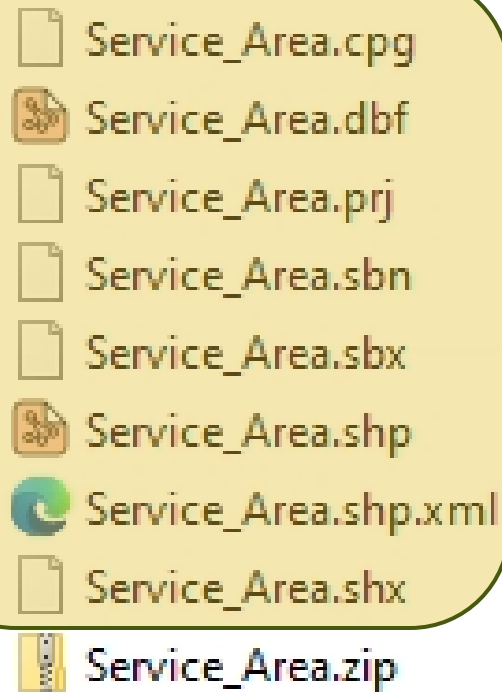 Service_Area.cpg
Service_Area.dbf
Service_Area.prj
Service_Area.sbn
Service_Area.sbx
Service_Area.shp
Service_Area.shp.xml
Service_Area.shx
Service_Area.zip